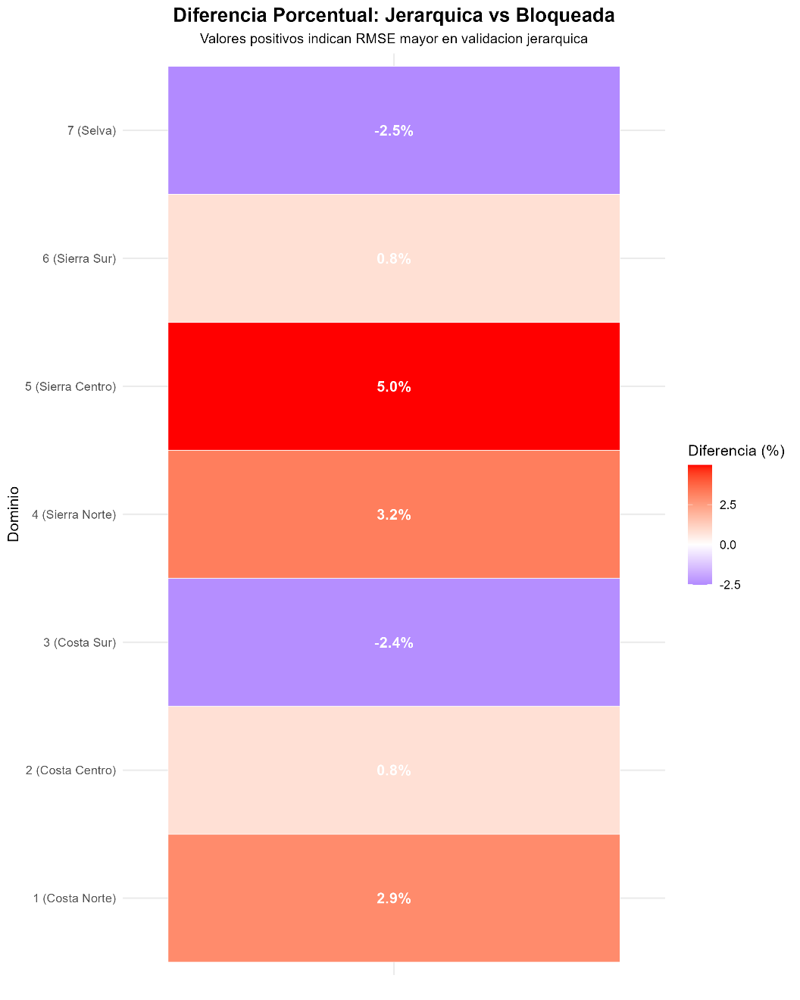 Diferencia Porcentual: Jerarquica vs Bloqueada
Valores positivos indican RMSE mayor en validacion jerarquica
7 (Selva)
-2.5%
6 (Sierra Sur)
0.8%
5 (Sierra Centro)
5.0%
4 (Sierra Norte)
3.2%
3 (Costa Sur)
-2.4%
2 (Costa Centro)
0.8%
1 (Costa Norte)
2.9%
Dominio
Diferencia (%)
2.5
0.0
-2.5